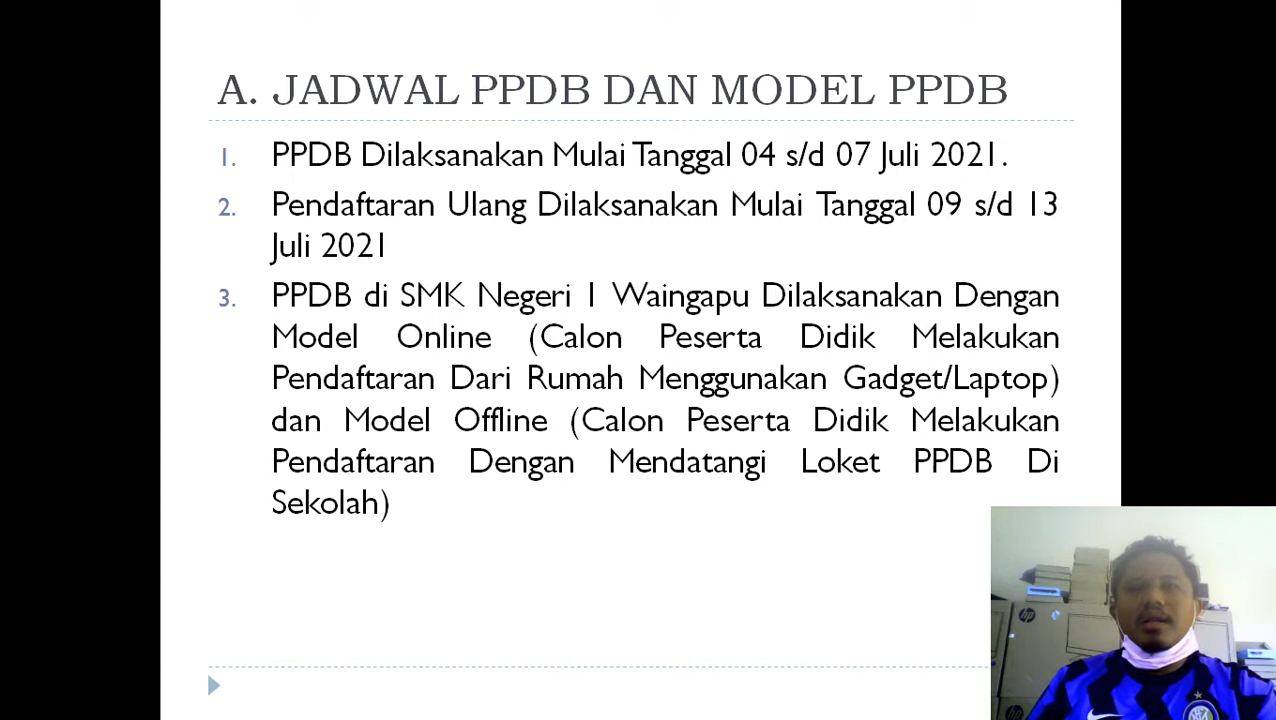 A. JADWAL PPDB DAN MODEL PPDB
1. PPDB Dilaksanakan Mulai Tanggal 04 s/d 07 Juli 2021.
2. Pendaftaran Ulang Dilaksanakan Mulai Tanggal 09 s/d 13
Juli 2021
3. PPDB di SMK Negeri 1 Waingapu Dilaksanakan Dengan
Model Online (Calon Peserta Didik Melakukan
Pendaftaran Dari Rumah Menggunakan Gadget/Laptop)
dan Model Offline (Calon Peserta Didik Melakukan
Pendaftaran Dengan Mendatangi Loket PPDB Di
Sekolah)
hp